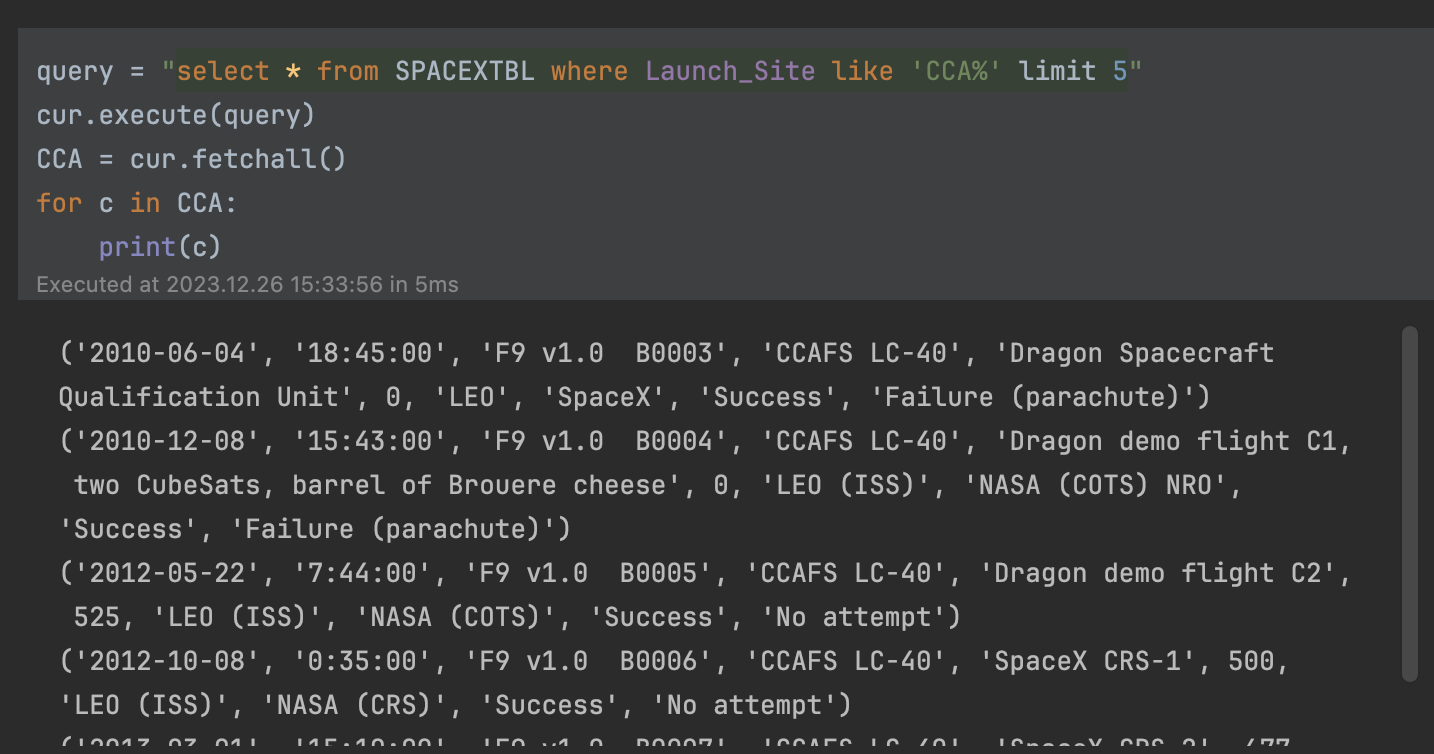 query = "select * from SPACEXTBL where Launch_Site like 'CCA%' limit 5"
cur.execute(query)
CCA = cur.fetchall()
for c in CCA:
    print(c)
Executed at 2023.12.26 15:33:56 in 5ms
('2010-06-04', '18:45:00', 'F9 v1.0  B0003', 'CCAFS LC-40', 'Dragon Spacecraft
Qualification Unit', 0, 'LEO', 'SpaceX', 'Success', 'Failure (parachute)')
('2010-12-08', '15:43:00', 'F9 v1.0  B0004', 'CCAFS LC-40', 'Dragon demo flight C1,
 two CubeSats, barrel of Brouere cheese', 0, 'LEO (ISS)', 'NASA (COTS) NRO',
'Success', 'Failure (parachute)')
('2012-05-22', '7:44:00', 'F9 v1.0  B0005', 'CCAFS LC-40', 'Dragon demo flight C2',
 525, 'LEO (ISS)', 'NASA (COTS)', 'Success', 'No attempt')
('2012-10-08', '0:35:00', 'F9 v1.0  B0006', 'CCAFS LC-40', 'SpaceX CRS-1', 500,
'LEO (ISS)', 'NASA (CRS)', 'Success', 'No attempt')